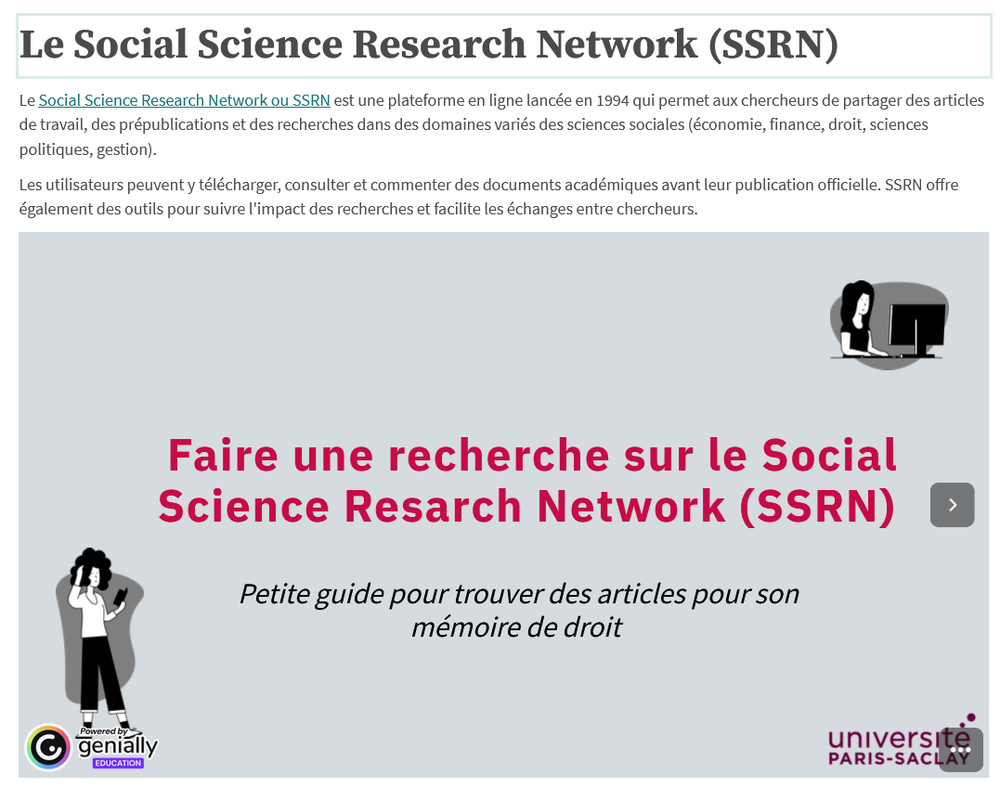 Le Social Science Research Network (SSRN)
Le Social Science Research Network ou SSRN est une plateforme en ligne lancée en 1994 qui permet aux chercheurs de partager des articles
de travail, des prépublications et des recherches dans des domaines variés des sciences sociales (économie, finance, droit, sciences
politiques, gestion).
Les utilisateurs peuvent y télécharger, consulter et commenter des documents académiques avant leur publication officielle. SSRN offre
également des outils pour suivre l'impact des recherches et facilite les échanges entre chercheurs.
Faire une recherche sur le Social
Science Resarch Network (SSRN)
Petite guide pour trouver des articles pour son
mémoire de droit
Powered by
genially
EDUCATION
université
PARIS-SACLAY